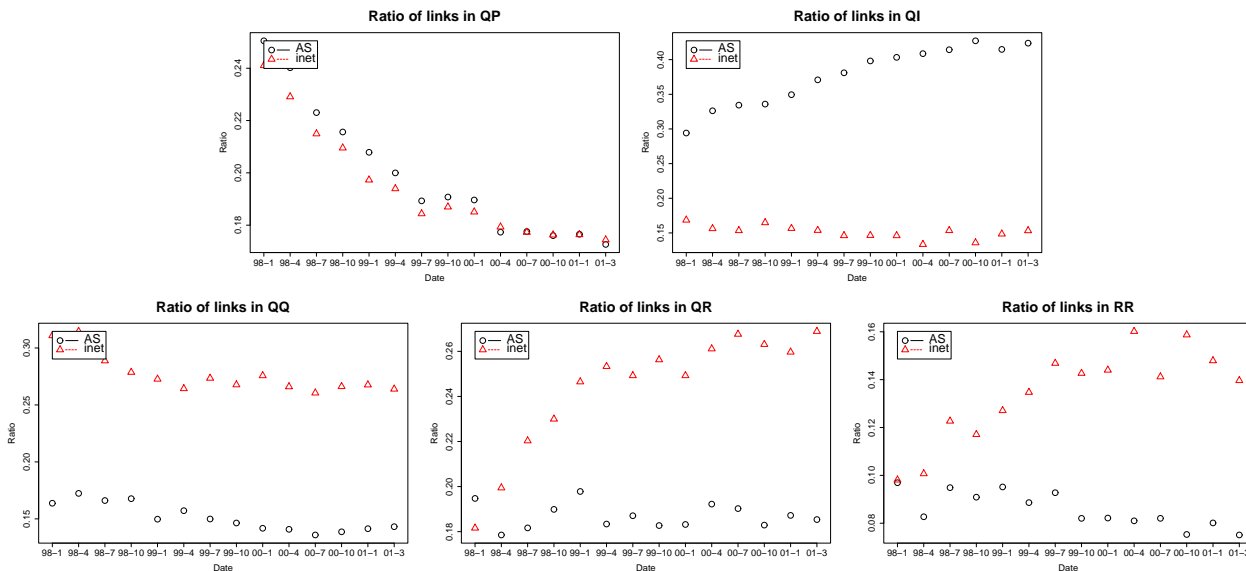 Ratio of links in QP
AS
inet
Ratio
0.18 0.20 0.22 0.24
98−1 98−4 98−7 98−10 99−1 99−4 99−7 99−10 00−1 00−4 00−7 00−10 01−1 01−3
Date
Ratio of links in QI
AS
inet
Ratio
0.15 0.20 0.25 0.30 0.35 0.40
98−1 98−4 98−7 98−10 99−1 99−4 99−7 99−10 00−1 00−4 00−7 00−10 01−1 01−3
Date
Ratio of links in QQ
AS
inet
Ratio
0.15 0.20 0.25 0.30
98−1 98−4 98−7 98−10 99−1 99−4 99−7 99−10 00−1 00−4 00−7 00−10 01−1 01−3
Date
Ratio of links in QR
AS
inet
Ratio
0.18 0.20 0.22 0.24 0.26
98−1 98−4 98−7 98−10 99−1 99−4 99−7 99−10 00−1 00−4 00−7 00−10 01−1 01−3
Date
Ratio of links in RR
AS
inet
Ratio
0.08 0.10 0.12 0.14 0.16
98−1 98−4 98−7 98−10 99−1 99−4 99−7 99−10 00−1 00−4 00−7 00−10 01−1 01−3
Date